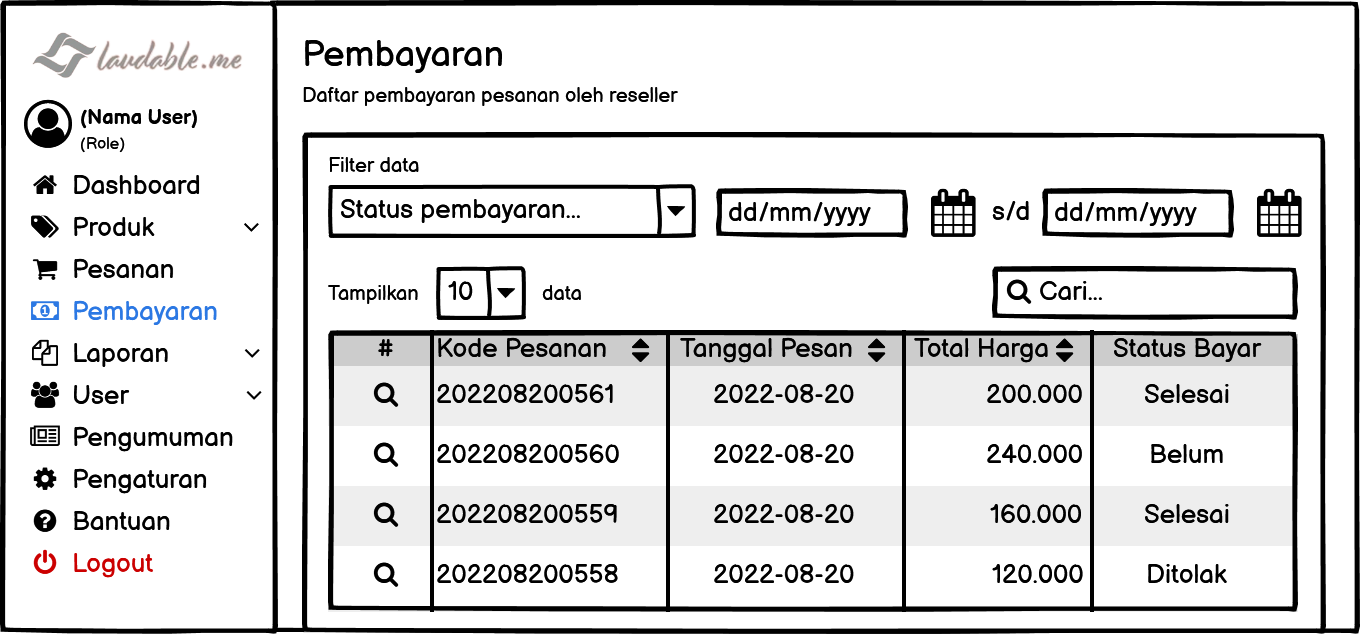 laudable.me
(Nama User)
(Role)
Dashboard
Produk
Pesanan
Pembayaran
Laporan
User
Pengumuman
Pengaturan
Bantuan
Logout
Pembayaran
Daftar pembayaran pesanan oleh reseller
Filter data
Status pembayaran... dd/mm/yyyy s/d dd/mm/yyyy
Tampilkan 10 data Cari...
# Kode Pesanan Tanggal Pesan Total Harga Status Bayar
202208200561 2022-08-20 200.000 Selesai
202208200560 2022-08-20 240.000 Belum
202208200559 2022-08-20 160.000 Selesai
202208200558 2022-08-20 120.000 Ditolak